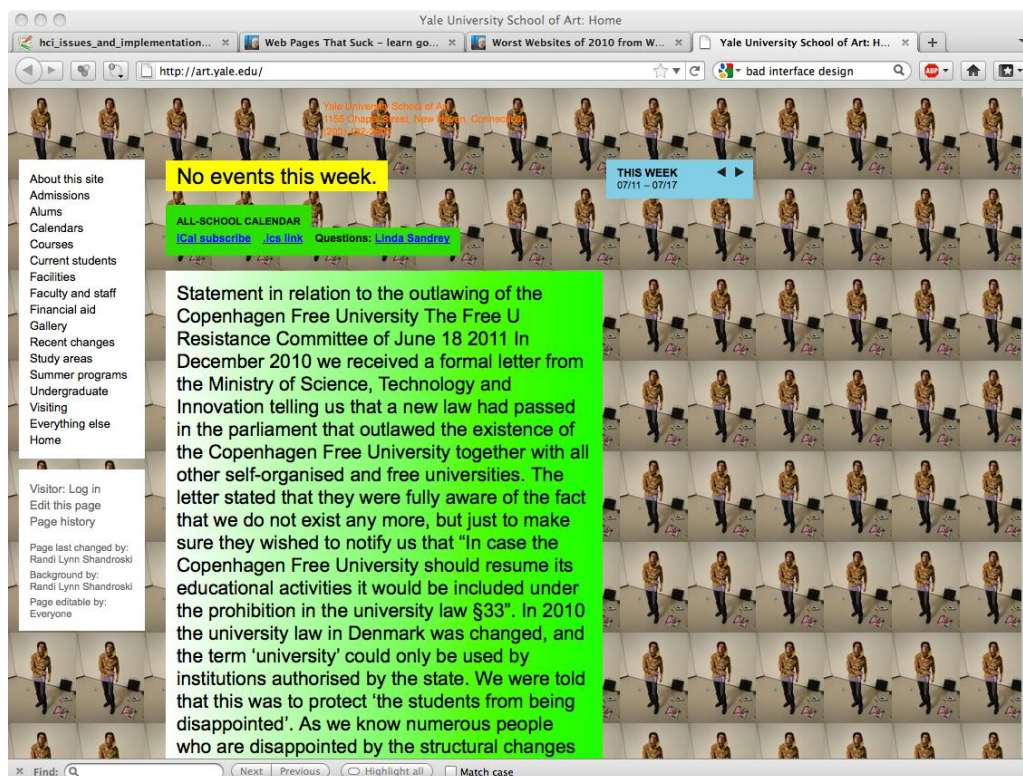 Yale University School of Art: Home
hci_issues_and_implementation...
Web Pages That Suck – learn go...
Worst Websites of 2010 from W...
Yale University School of Art: H...
http://art.yale.edu/
bad interface design
ABP
Yale University School of Art
1156 Chapel Street, New Haven, Connecticut
(203)
No events this week.
THIS WEEK
07/11 – 07/17
ALL-SCHOOL CALENDAR
iCal subscribe .ics link Questions: Linda Sandrey
About this site
Admissions
Alums
Calendars
Courses
Current students
Facilities
Faculty and staff
Financial aid
Gallery
Recent changes
Study areas
Summer programs
Undergraduate
Visiting
Everything else
Home
Visitor: Log in
Edit this page
Page history
Page last changed by:
Randi Lynn Shandroski
Background by:
Randi Lynn Shandroski
Page editable by:
Everyone
Statement in relation to the outlawing of the
Copenhagen Free University The Free U
Resistance Committee of June 18 2011 In
December 2010 we received a formal letter from
the Ministry of Science, Technology and
Innovation telling us that a new law had passed
in the parliament that outlawed the existence of
the Copenhagen Free University together with all
other self-organised and free universities. The
letter stated that they were fully aware of the fact
that we do not exist any more, but just to make
sure they wished to notify us that “In case the
Copenhagen Free University should resume its
educational activities it would be included under
the prohibition in the university law §33”. In 2010
the university law in Denmark was changed, and
the term ‘university’ could only be used by
institutions authorised by the state. We were told
that this was to protect ‘the students from being
disappointed’. As we know numerous people
who are disappointed by the structural changes
Find: Next Previous Highlight all Match case